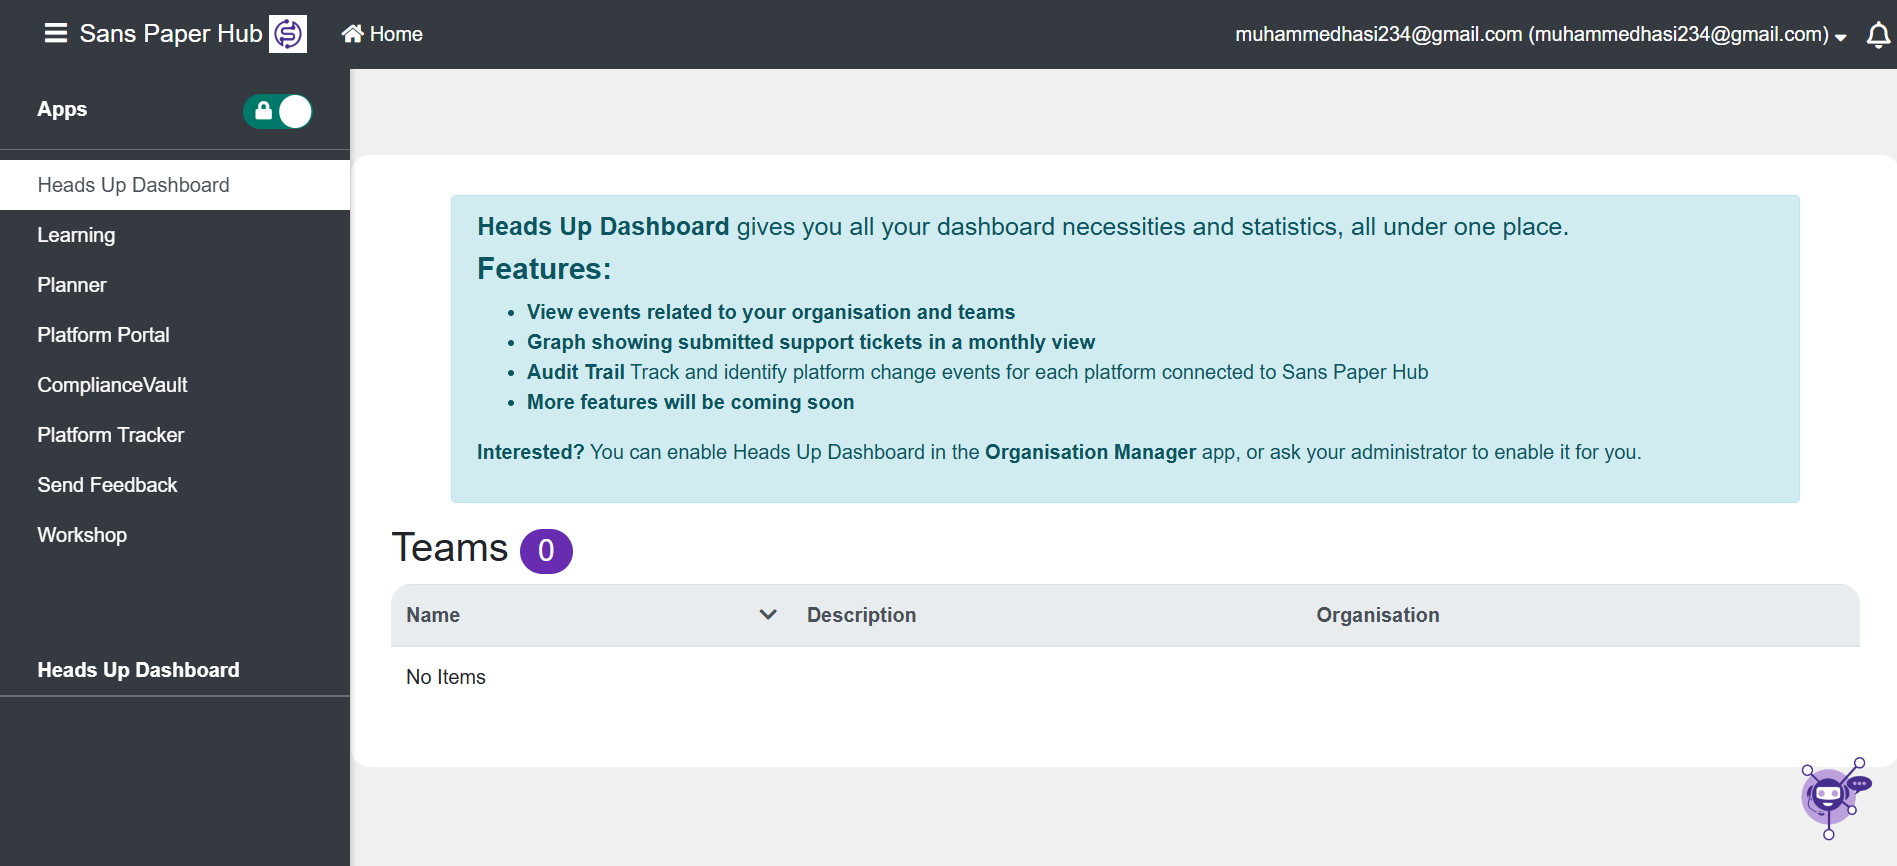 Sans Paper Hub
Home
muhammedhasi234@gmail.com (muhammedhasi234@gmail.com)
Apps
Heads Up Dashboard
Learning
Planner
Platform Portal
ComplianceVault
Platform Tracker
Send Feedback
Workshop
Heads Up Dashboard
Heads Up Dashboard gives you all your dashboard necessities and statistics, all under one place.
Features:
• View events related to your organisation and teams
• Graph showing submitted support tickets in a monthly view
• Audit Trail Track and identify platform change events for each platform connected to Sans Paper Hub
• More features will be coming soon
Interested? You can enable Heads Up Dashboard in the Organisation Manager app, or ask your administrator to enable it for you.
Teams 0
Name Description Organisation
No Items